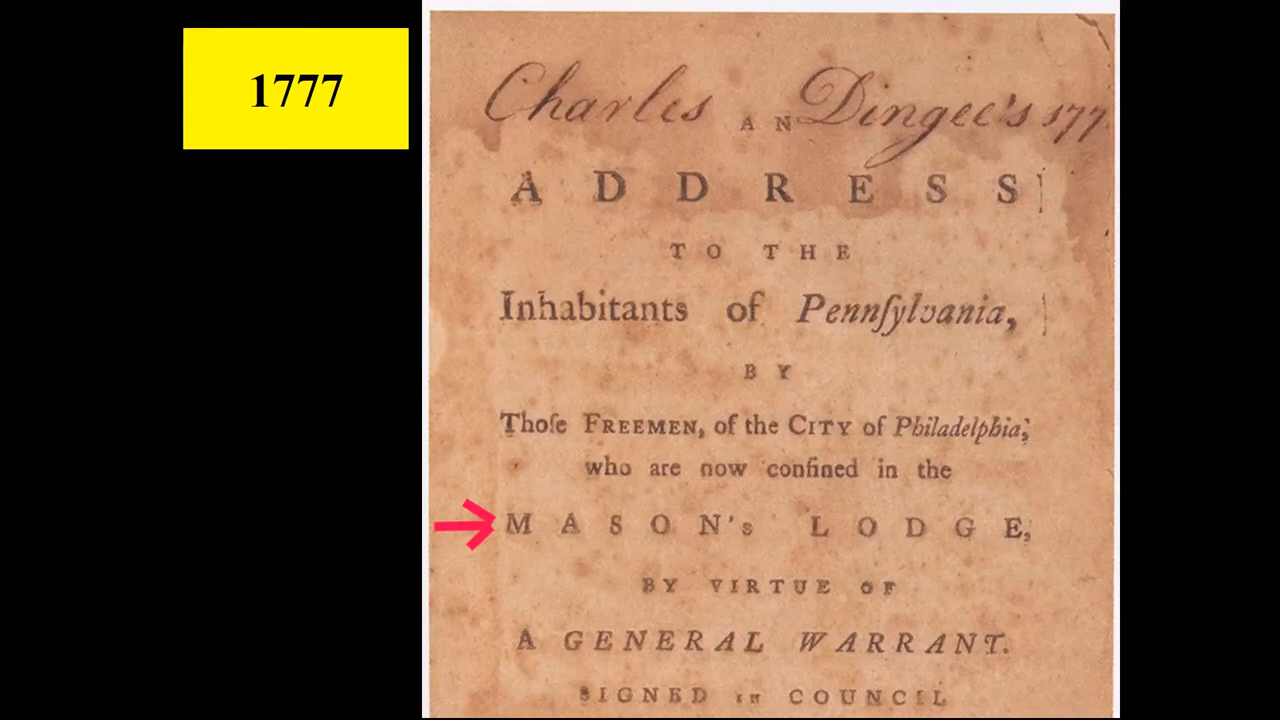 1777
Charles Dingee's 177
AN
ADDRESS
TO THE
Inhabitants of Pennſylvania,
BY
Thoſe FREEMEN, of the CITY of Philadelphia,
who are now confined in the
MASON's LODGE,
BY VIRTUE OF
A GENERAL WARRANT.
SIGNED IN COUNCIL